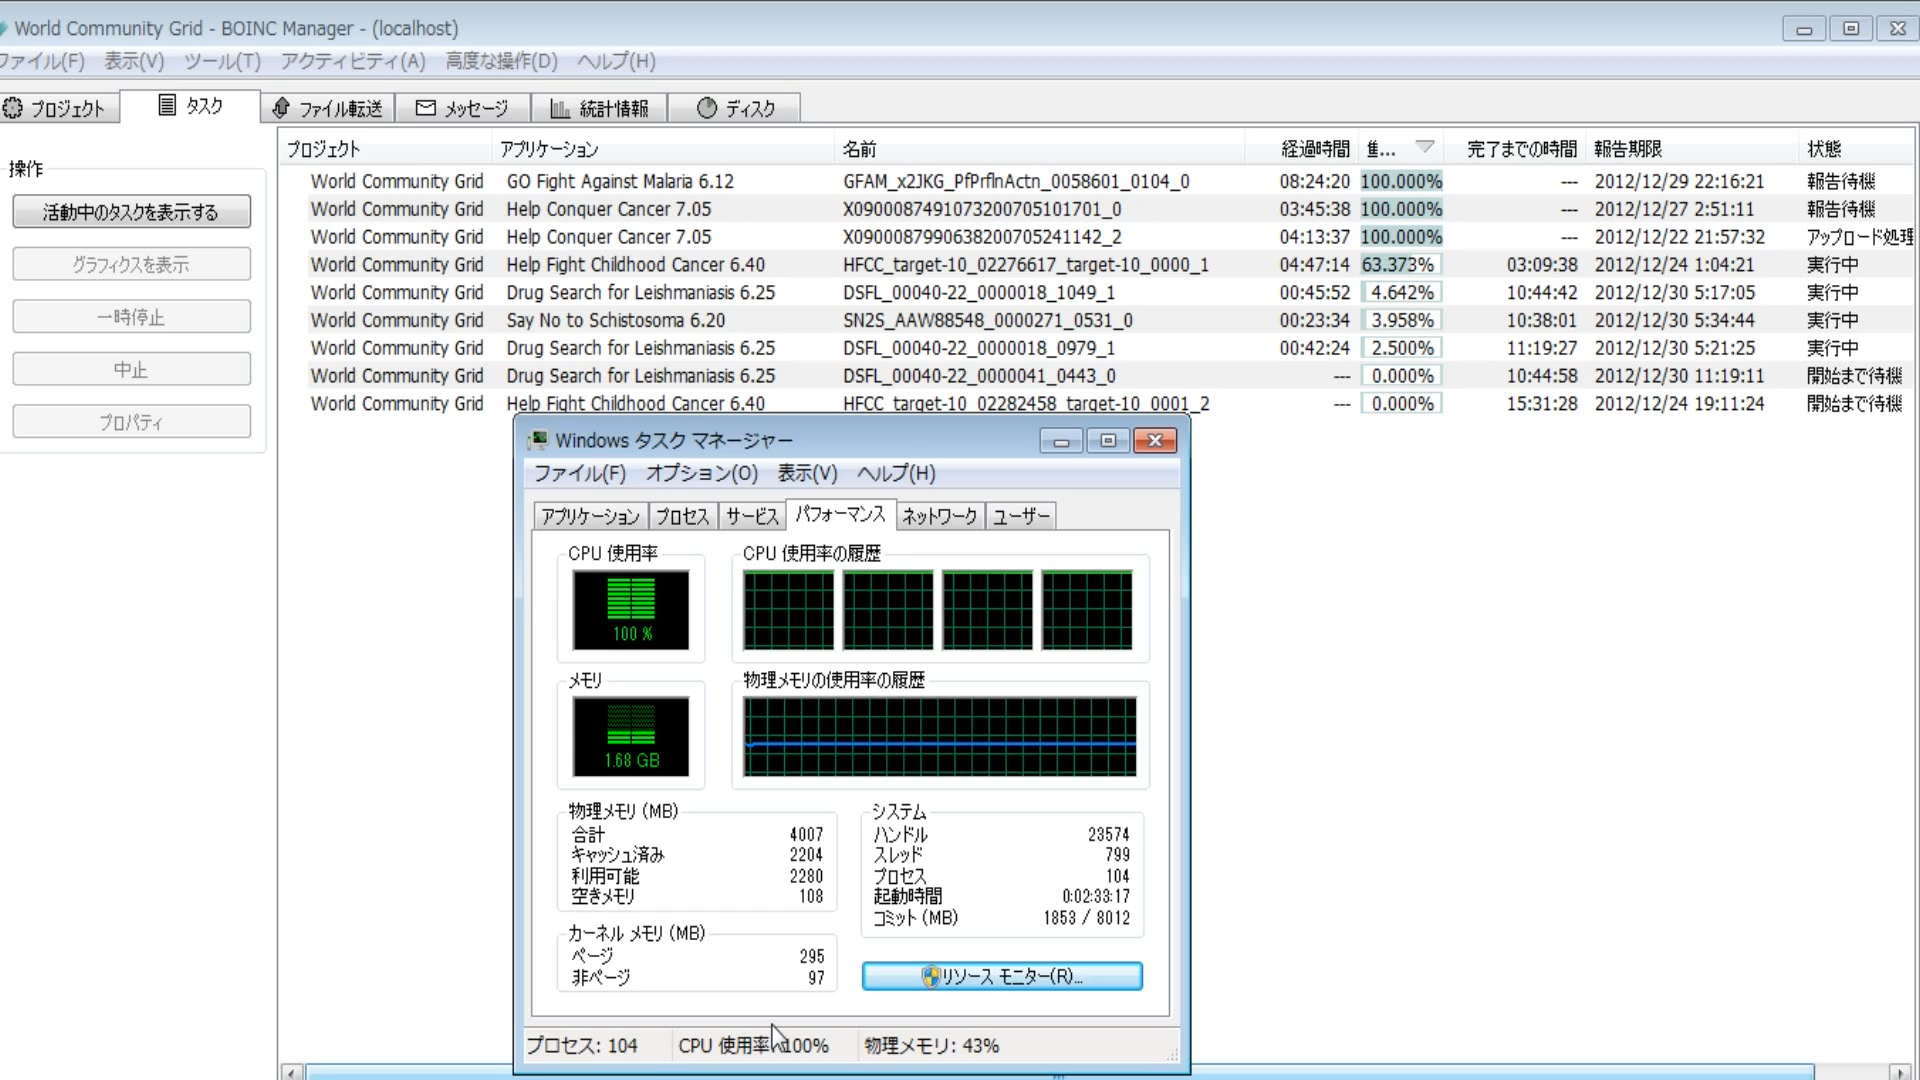 World Community Grid - BOINC Manager - (localhost)
ファイル(F) 表示(V) ツール(T) アクティビティ(A) 高度な操作(D) ヘルプ(H)
プロジェクト タスク ファイル転送 メッセージ 統計情報 ディスク
操作
活動中のタスクを表示する
グラフィクスを表示
一時停止
中止
プロパティ
プロジェクト アプリケーション 名前 経過時間 進... 完了までの時間 報告期限 状態
World Community Grid GO Fight Against Malaria 6.12 GFAM_x2JKG_PfPrflnActn_0058601_0104_0 08:24:20 100.000% --- 2012/12/29 22:16:21 報告待機
World Community Grid Help Conquer Cancer 7.05 X0900087491073200705101701_0 03:45:38 100.000% --- 2012/12/27 2:51:11 報告待機
World Community Grid Help Conquer Cancer 7.05 X0900087990638200705241142_2 04:13:37 100.000% --- 2012/12/22 21:57:32 アップロード処理
World Community Grid Help Fight Childhood Cancer 6.40 HFCC_target-10_02276617_target-10_0000_1 04:47:14 63.373% 03:09:38 2012/12/24 1:04:21 実行中
World Community Grid Drug Search for Leishmaniasis 6.25 DSFL_00040-22_0000018_1049_1 00:45:52 4.642% 10:44:42 2012/12/30 5:17:05 実行中
World Community Grid Say No to Schistosoma 6.20 SN2S_AAW88548_0000271_0531_0 00:23:34 3.958% 10:38:01 2012/12/30 5:34:44 実行中
World Community Grid Drug Search for Leishmaniasis 6.25 DSFL_00040-22_0000018_0979_1 00:42:24 2.500% 11:19:27 2012/12/30 5:21:25 実行中
World Community Grid Drug Search for Leishmaniasis 6.25 DSFL_00040-22_0000041_0443_0 --- 0.000% 10:44:58 2012/12/30 11:19:11 開始まで待機
World Community Grid Help Fight Childhood Cancer 6.40 HFCC_target-10_02282458_target-10_0001_2 --- 0.000% 15:31:28 2012/12/24 19:11:24 開始まで待機
Windows タスク マネージャー
ファイル(F) オプション(O) 表示(V) ヘルプ(H)
アプリケーション プロセス サービス パフォーマンス ネットワーク ユーザー
CPU 使用率 CPU 使用率の履歴
100 %
メモリ 物理メモリの使用率の履歴
1.68 GB
物理メモリ (MB)
合計 4007
キャッシュ済み 2204
利用可能 2280
空きメモリ 108
カーネル メモリ (MB)
ページ 295
非ページ 97
システム
ハンドル 23574
スレッド 799
プロセス 104
起動時間 0:02:33:17
コミット (MB) 1853 / 8012
リソース モニター(R)...
プロセス: 104 CPU 使用率: 100% 物理メモリ: 43%